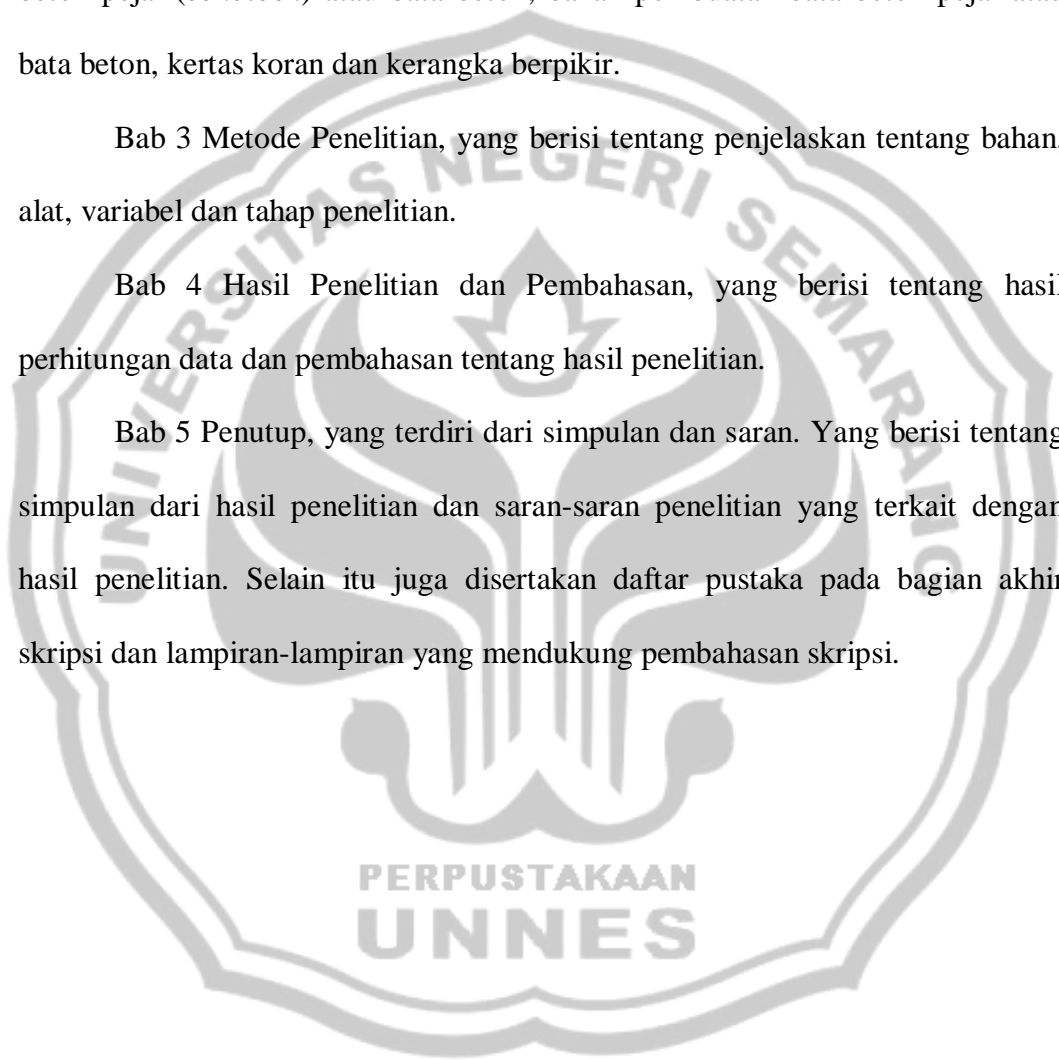 bata beton, kertas koran dan kerangka berpikir.
Bab 3 Metode Penelitian, yang berisi tentang penjelaskan tentang bahan,
alat, variabel dan tahap penelitian.
Bab 4 Hasil Penelitian dan Pembahasan, yang berisi tentang hasil
perhitungan data dan pembahasan tentang hasil penelitian.
Bab 5 Penutup, yang terdiri dari simpulan dan saran. Yang berisi tentang
simpulan dari hasil penelitian dan saran-saran penelitian yang terkait dengan
hasil penelitian. Selain itu juga disertakan daftar pustaka pada bagian akhir
skripsi dan lampiran-lampiran yang mendukung pembahasan skripsi.
UNIVERSITAS NEGERI SEMARANG
PERPUSTAKAAN
UNNES